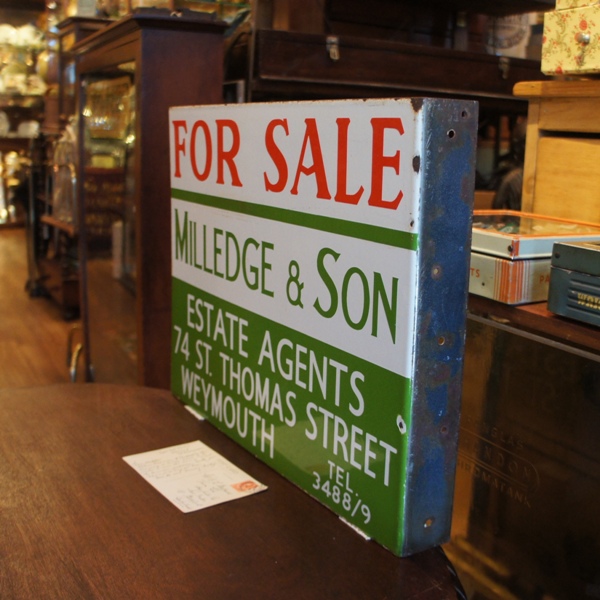 FOR SALE
MILLEDGE & SON
ESTATE AGENTS
74 ST. THOMAS STREET
WEYMOUTH
TEL.
3488/9